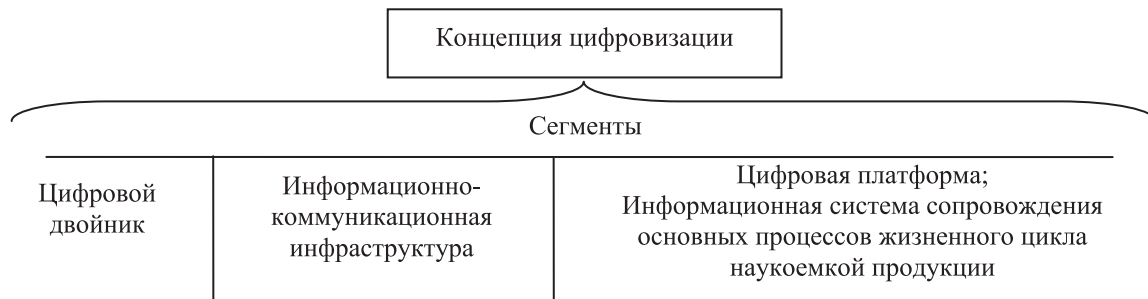 Концепция цифровизации
Сегменты
Цифровой
двойник
Информационно-
коммуникационная
инфраструктура
Цифровая платформа;
Информационная система сопровождения
основных процессов жизненного цикла
наукоемкой продукции